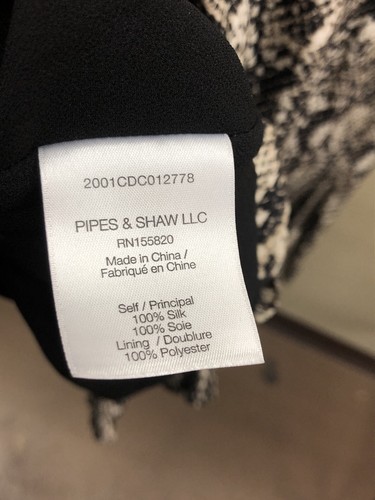 2001CDC012778
PIPES & SHAW LLC
RN155820
Made in China /
Fabriqué en Chine
Self / Principal
100% Silk
100% Soie
Lining / Doublure
100% Polyester